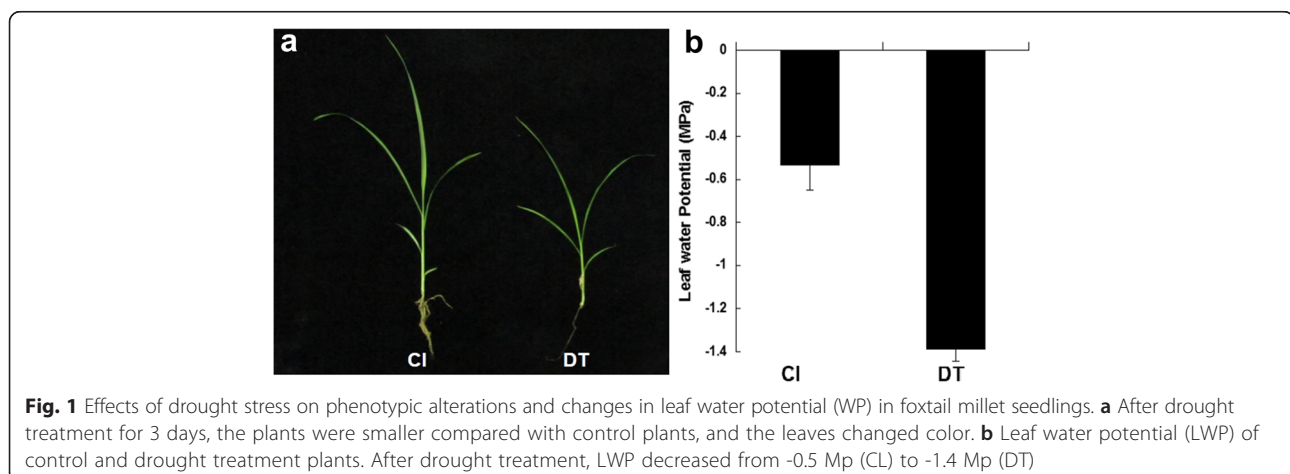 a
b
0
-0.2
-0.4
-0.6
-0.8
-1
-1.2
-1.4
Leaf water Potential (MPa)
Cl
DT
Cl
DT
Fig. 1 Effects of drought stress on phenotypic alterations and changes in leaf water potential (WP) in foxtail millet seedlings. a After drought
treatment for 3 days, the plants were smaller compared with control plants, and the leaves changed color. b Leaf water potential (LWP) of
control and drought treatment plants. After drought treatment, LWP decreased from -0.5 Mp (CL) to -1.4 Mp (DT)